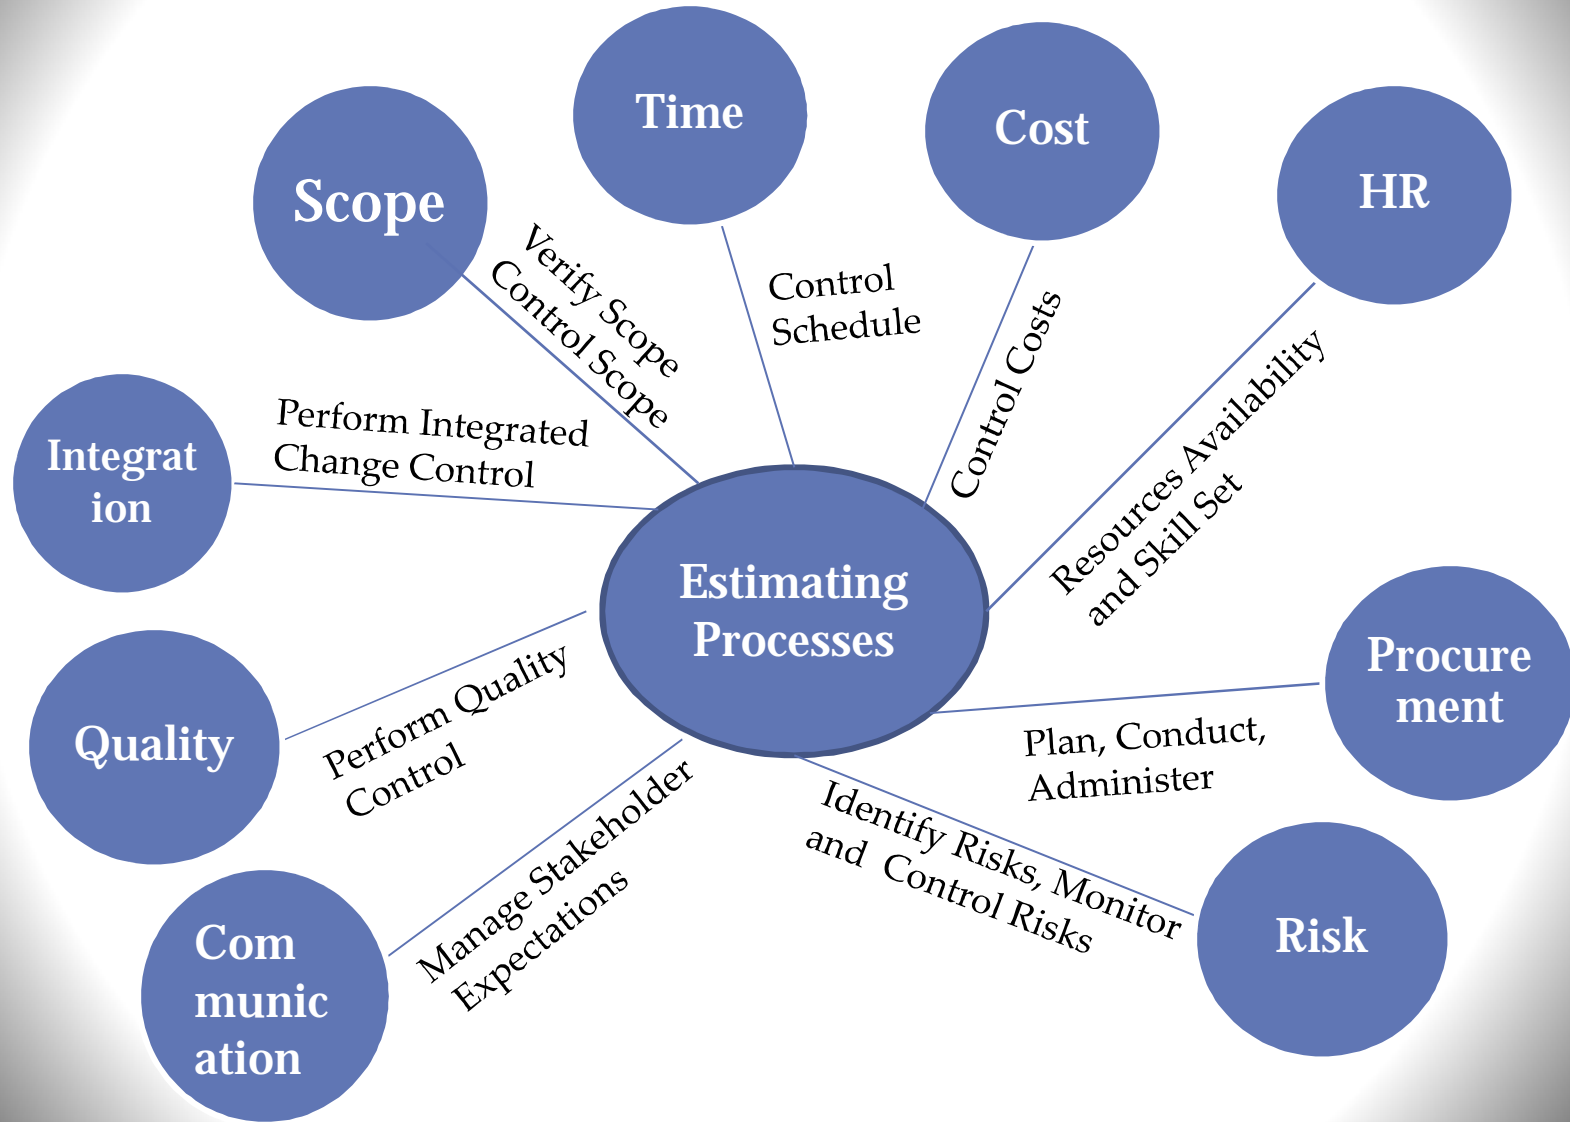 Time
Cost
HR
Scope
Verify Scope
Control Scope
Control
Schedule
Control Costs
Resources Availability
and Skill Set
Integrat
ion
Perform Integrated
Change Control
Estimating
Processes
Procure
ment
Quality
Perform Quality
Control
Plan, Conduct,
Administer
Com
munic
ation
Manage Stakeholder
Expectations
Identify Risks, Monitor
and  Control Risks
Risk